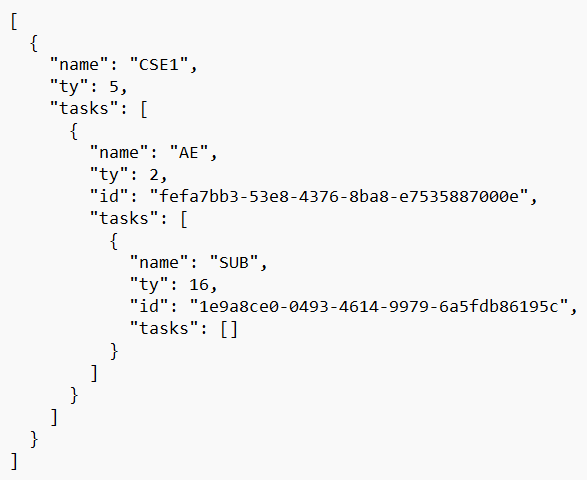 [
  {
    "name": "CSE1",
    "ty": 5,
    "tasks": [
      {
        "name": "AE",
        "ty": 2,
        "id": "fefa7bb3-53e8-4376-8ba8-e7535887000e",
        "tasks": [
          {
            "name": "SUB",
            "ty": 16,
            "id": "1e9a8ce0-0493-4614-9979-6a5fdb86195c",
            "tasks": []
          }
        ]
      }
    ]
  }
]